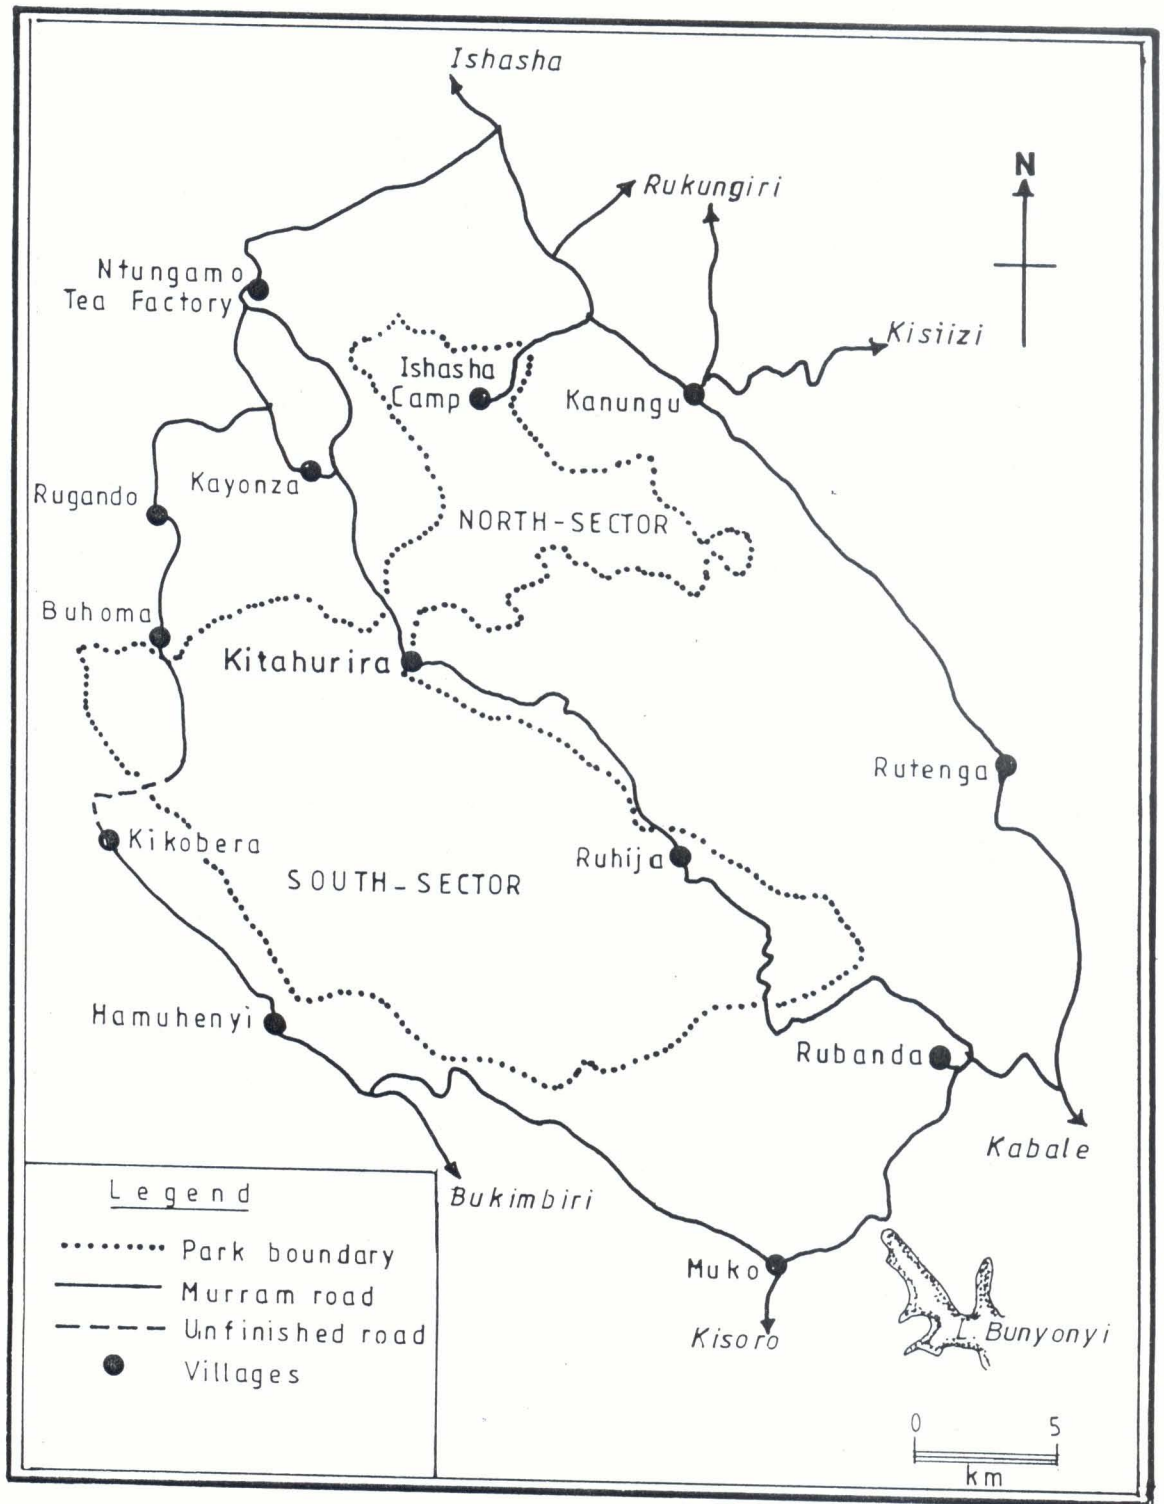 Ishasha
N
Rukungiri
Ntungamo
Tea Factory
Kisiizi
Ishasha
Camp
Kanungu
Kayonza
Rugando
NORTH-SECTOR
Buhoma
Kitahurira
Rutenga
Kikobera
Ruhija
SOUTH-SECTOR
Hamuhenyi
Rubanda
Kabale
Bukimbiri
Muko
Kisoro
L. Bunyonyi
Legend
Park boundary
Murram road
Unfinished road
Villages
0 5
km